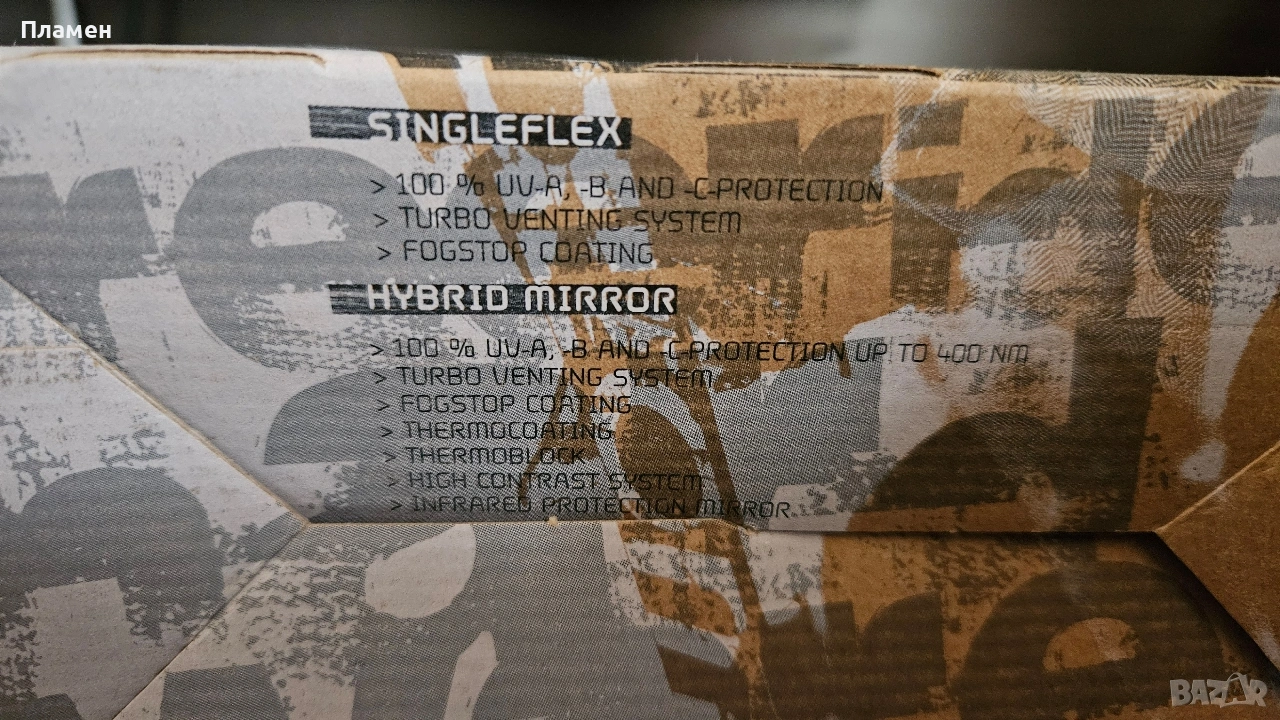 Пламен
SINGLEFLEX
> 100 % UV-A, -B AND -C-PROTECTION
> TURBO VENTING SYSTEM
> FOGSTOP COATING
HYBRID MIRROR
> 100 % UV-A, -B AND -C-PROTECTION UP TO 400 NM
> TURBO VENTING SYSTEM
> FOGSTOP COATING
> THERMOCOATING
> THERMOBLOCK
> HIGH CONTRAST SYSTEM
> INFRARED PROTECTION MIRROR
BAZAR